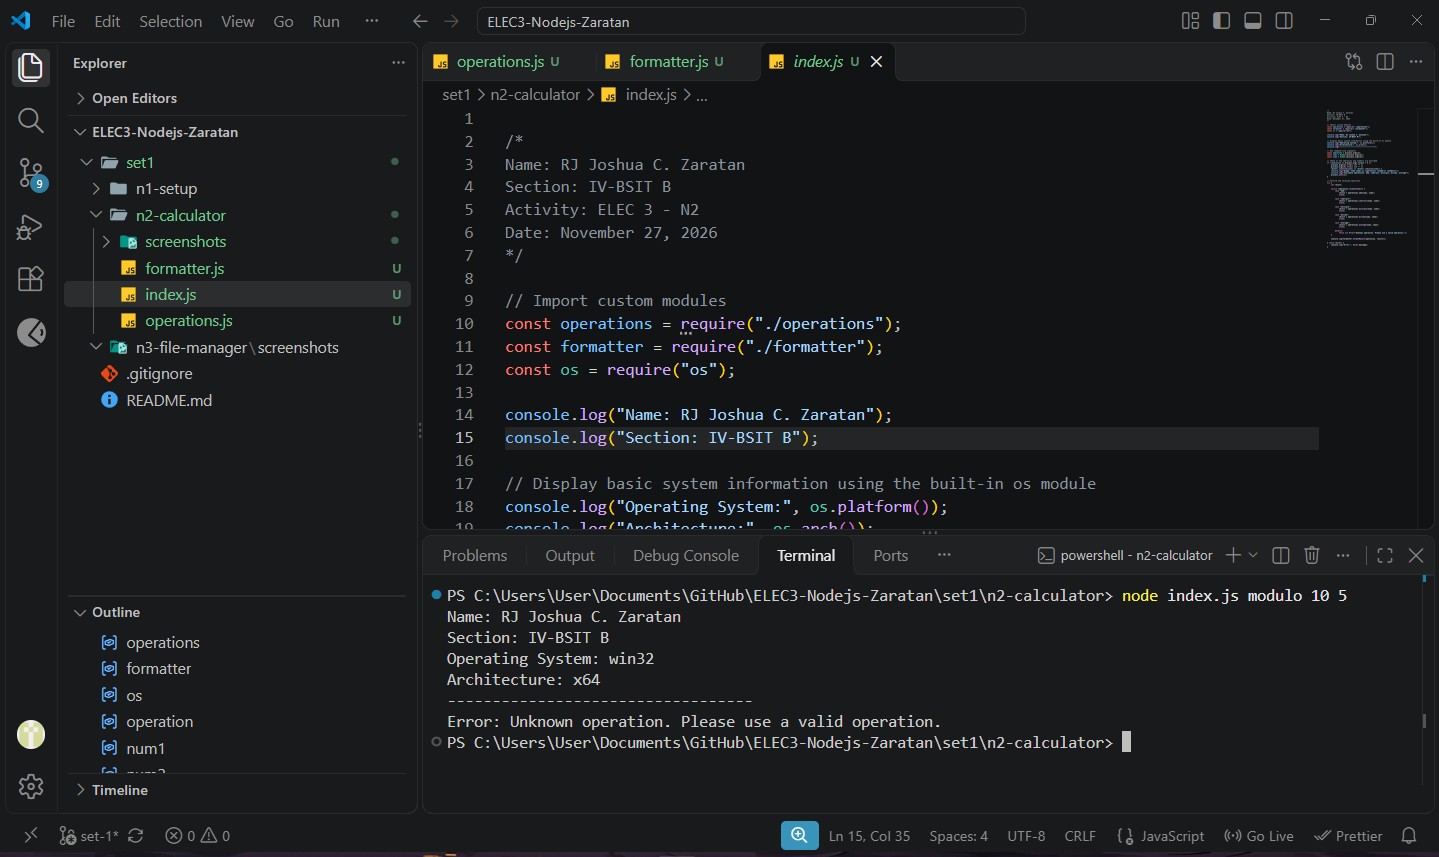 File Edit Selection View Go Run ··· ELEC3-Nodejs-Zaratan
Explorer
Open Editors
ELEC3-Nodejs-Zaratan
set1
n1-setup
n2-calculator
screenshots
formatter.js U
index.js U
operations.js U
n3-file-manager\screenshots
.gitignore
README.md
9
Outline
operations
formatter
os
operation
num1
num2
Timeline
operations.js U formatter.js U index.js U
set1 > n2-calculator > JS index.js > ...
1
2 /*
3 Name: RJ Joshua C. Zaratan
4 Section: IV-BSIT B
5 Activity: ELEC 3 - N2
6 Date: November 27, 2026
7 */
8
9 // Import custom modules
10 const operations = require("./operations");
11 const formatter = require("./formatter");
12 const os = require("os");
13
14 console.log("Name: RJ Joshua C. Zaratan");
15 console.log("Section: IV-BSIT B");
16
17 // Display basic system information using the built-in os module
18 console.log("Operating System:", os.platform());
19 console.log("Architecture:", os.arch());
Problems Output Debug Console Terminal Ports ··· powershell - n2-calculator
PS C:\Users\User\Documents\GitHub\ELEC3-Nodejs-Zaratan\set1\n2-calculator> node index.js modulo 10 5
Name: RJ Joshua C. Zaratan
Section: IV-BSIT B
Operating System: win32
Architecture: x64
----------------------------------
Error: Unknown operation. Please use a valid operation.
PS C:\Users\User\Documents\GitHub\ELEC3-Nodejs-Zaratan\set1\n2-calculator>
set-1* 0 0 Ln 15, Col 35 Spaces: 4 UTF-8 CRLF {} JavaScript Go Live Prettier